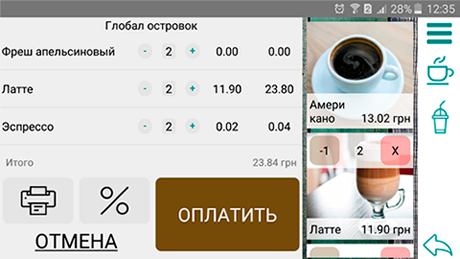 28% 12:35
Глобал островок
Фреш апельсиновый - 2 + 0.00 0.00
Латте - 2 + 11.90 23.80
Эспрессо - 2 + 0.02 0.04
Итого 23.84 грн
%
ОТМЕНА
ОПЛАТИТЬ
Амери
кано 13.02 грн
-1 2 X
Латте 11.90 грн